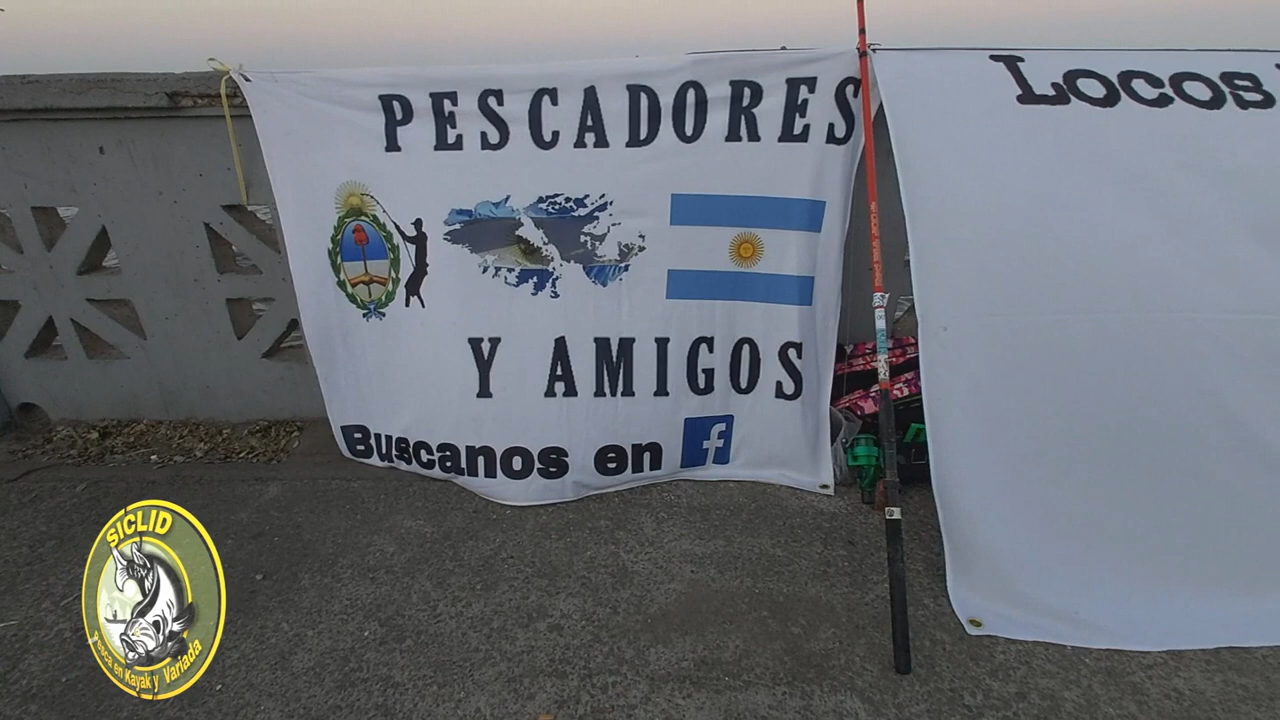 PESCADORES
Y AMIGOS
Buscanos en f
LOCOS
SICLID
Pesca en Kayak y Variada